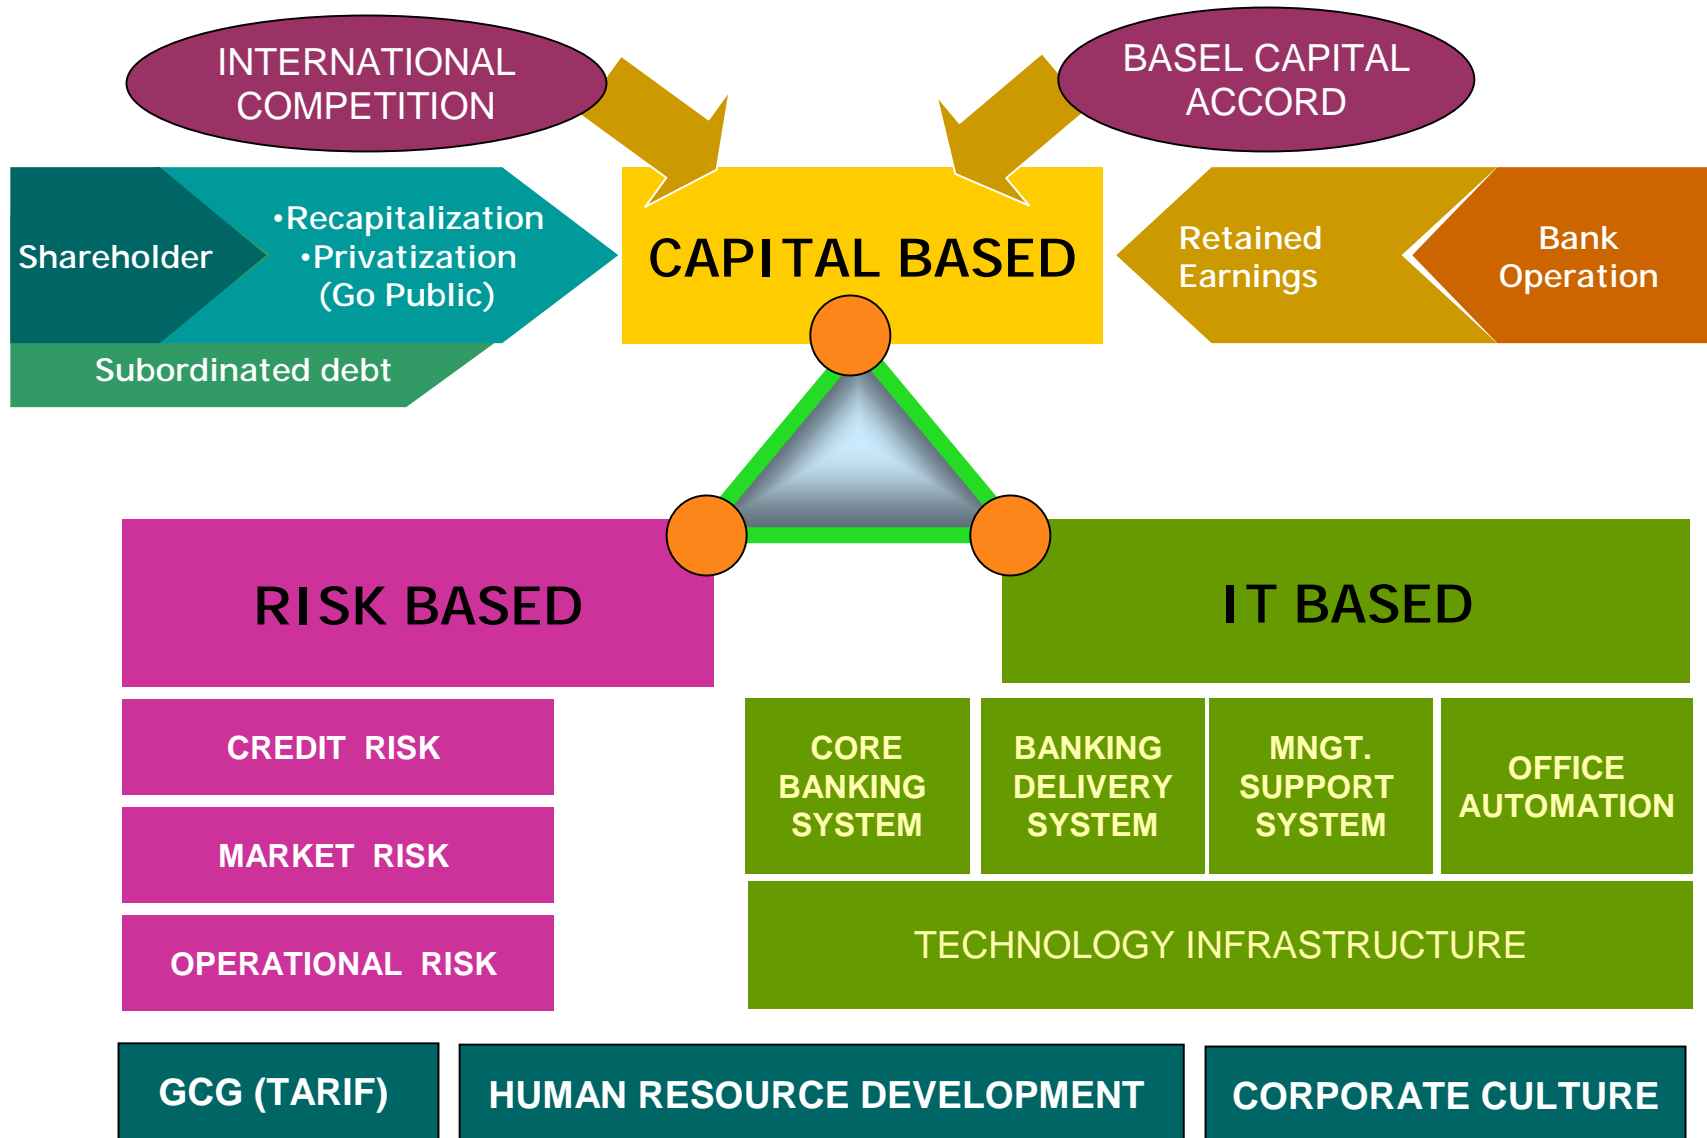 INTERNATIONAL
COMPETITION
BASEL CAPITAL
ACCORD
Shareholder
•Recapitalization
•Privatization
(Go Public)
Subordinated debt
CAPITAL BASED
Retained
Earnings
Bank
Operation
RISK BASED
IT BASED
CREDIT RISK
MARKET RISK
OPERATIONAL RISK
CORE
BANKING
SYSTEM
BANKING
DELIVERY
SYSTEM
MNGT.
SUPPORT
SYSTEM
OFFICE
AUTOMATION
TECHNOLOGY INFRASTRUCTURE
GCG (TARIF)
HUMAN RESOURCE DEVELOPMENT
CORPORATE CULTURE